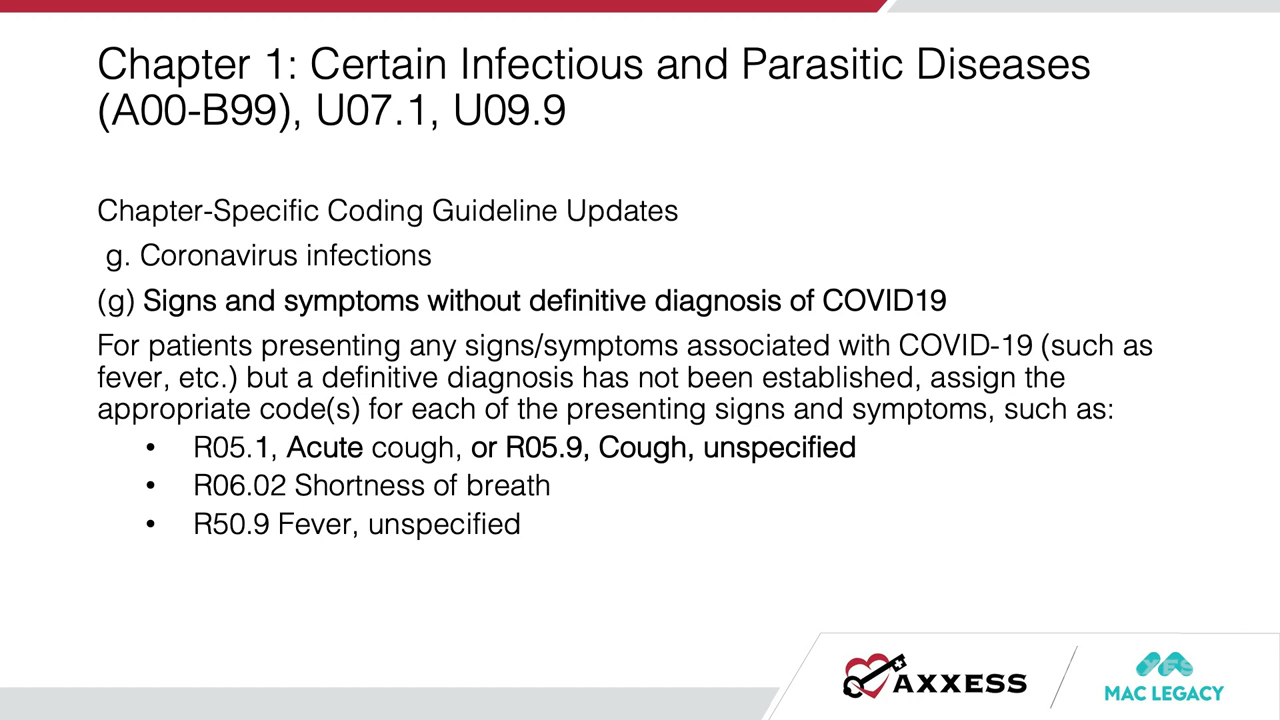 Chapter 1: Certain Infectious and Parasitic Diseases
(A00-B99), U07.1, U09.9
Chapter-Specific Coding Guideline Updates
g. Coronavirus infections
(g) Signs and symptoms without definitive diagnosis of COVID19
For patients presenting any signs/symptoms associated with COVID-19 (such as
fever, etc.) but a definitive diagnosis has not been established, assign the
appropriate code(s) for each of the presenting signs and symptoms, such as:
• R05.1, Acute cough, or R05.9, Cough, unspecified
• R06.02 Shortness of breath
• R50.9 Fever, unspecified
AXXESS
YES
MAC LEGACY